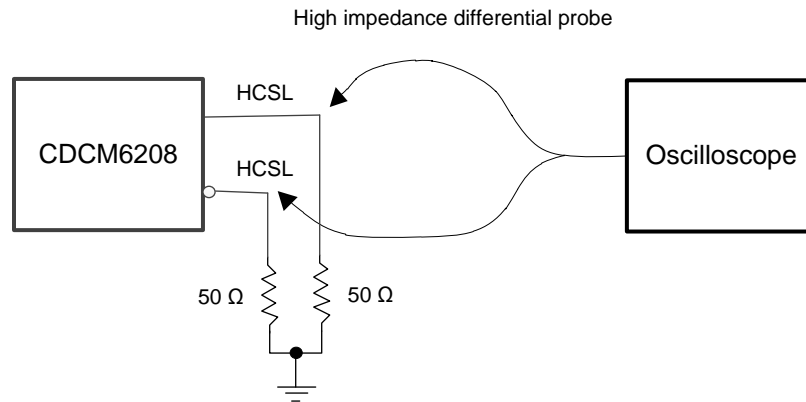 High impedance differential probe
HCSL
CDCM6208
HCSL
Oscilloscope
50 Ω
50 Ω